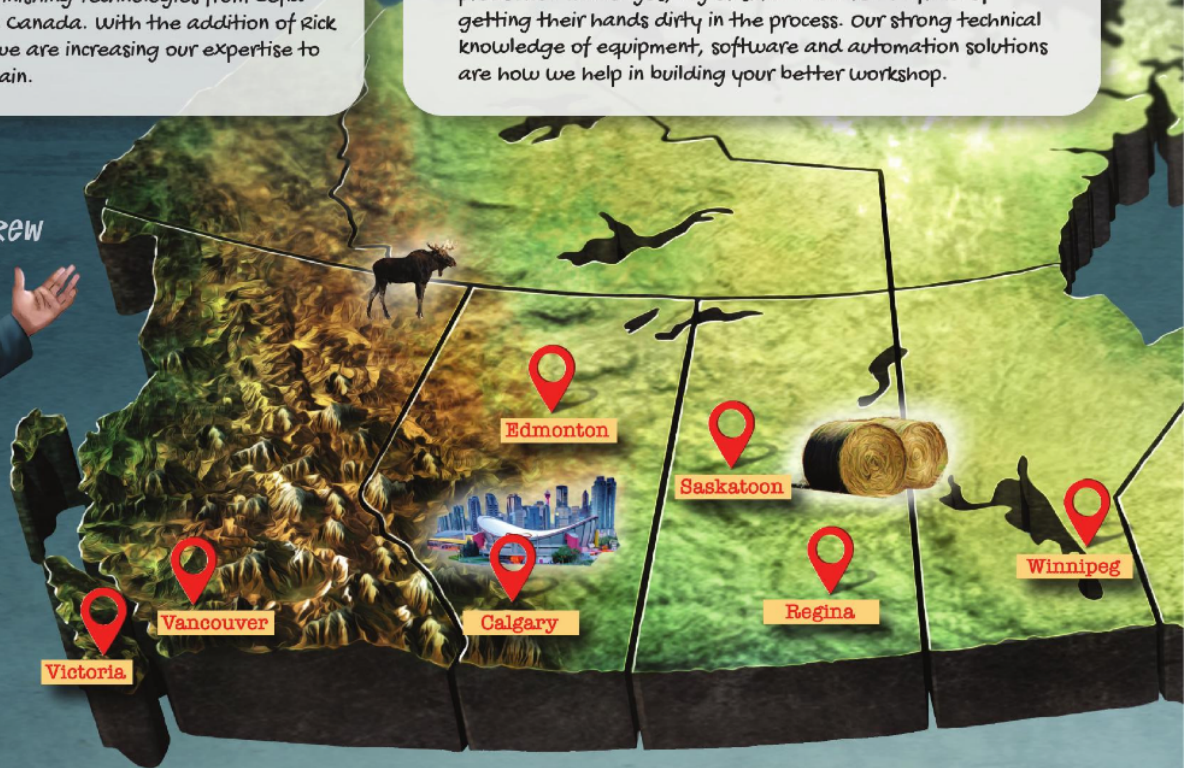 Canada. With the addition of Rick
we are increasing our expertise to
getting their hands dirty in the process. Our strong technical
knowledge of equipment, software and automation solutions
are how we help in building your better workshop.
Edmonton
Saskatoon
Winnipeg
Regina
Vancouver
Calgary
Victoria